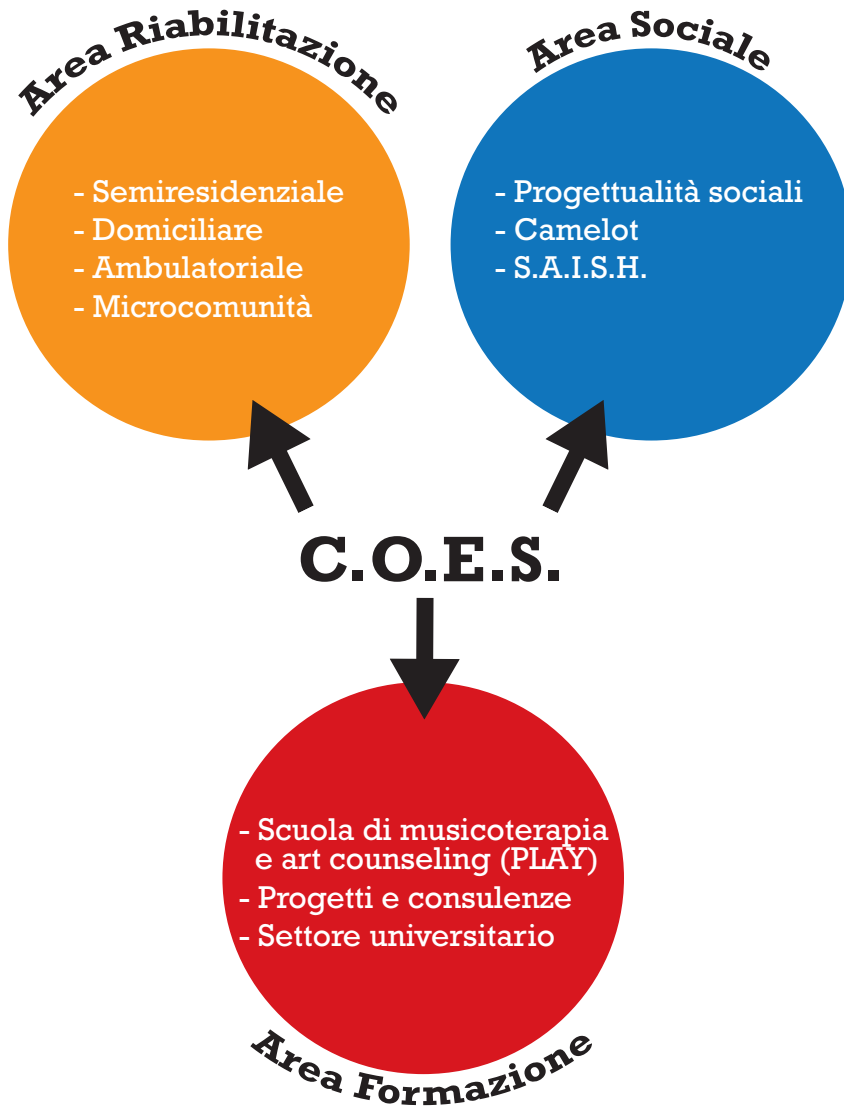 Area Riabilitazione
- Semiresidenziale
- Domiciliare
- Ambulatoriale
- Microcomunità
Area Sociale
- Progettualità sociali
- Camelot
- S.A.I.S.H.
C.O.E.S.
- Scuola di musicoterapia
e art counseling (PLAY)
- Progetti e consulenze
- Settore universitario
Area Formazione